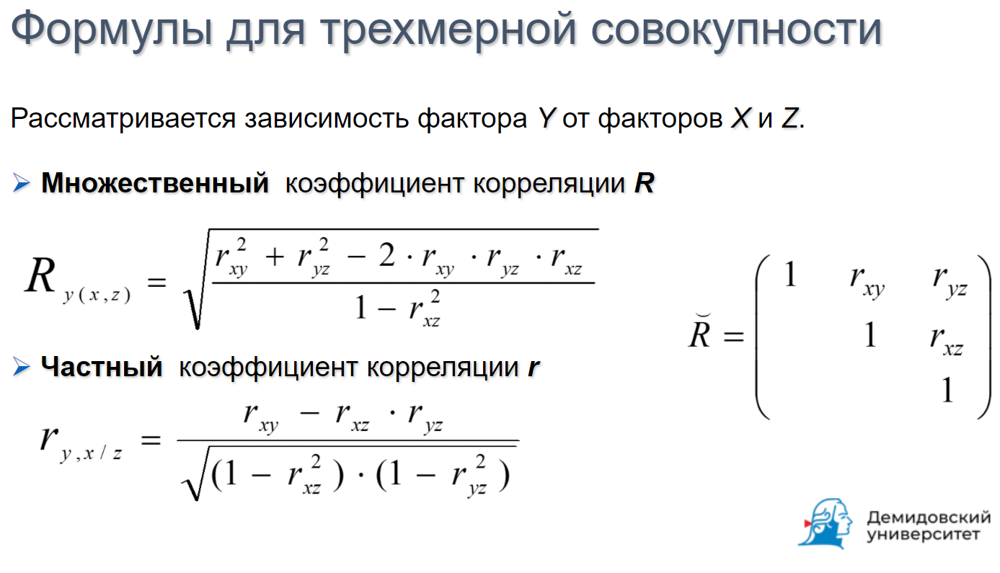 Формулы для трехмерной совокупности
Рассматривается зависимость фактора Y от факторов X и Z.
➢ Множественный коэффициент корреляции R
R_{y(x,z)} = \sqrt{\frac{r_{xy}^2 + r_{yz}^2 - 2 \cdot r_{xy} \cdot r_{yz} \cdot r_{xz}}{1 - r_{xz}^2}}
\breve{R} = \begin{pmatrix} 1 & r_{xy} & r_{yz} \\ & 1 & r_{xz} \\ & & 1 \end{pmatrix}
➢ Частный коэффициент корреляции r
r_{y,x/z} = \frac{r_{xy} - r_{xz} \cdot r_{yz}}{\sqrt{(1 - r_{xz}^2) \cdot (1 - r_{yz}^2)}}
Демидовский
университет